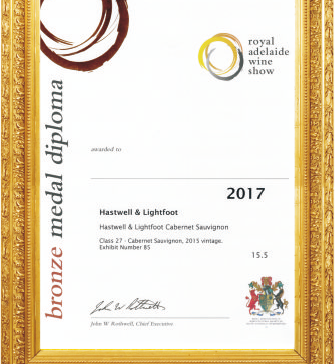 royal
adelaide
wine
show
bronze medal diploma
awarded to
2017
Hastwell & Lightfoot
Hastwell & Lightfoot Cabernet Sauvignon
Class 27 - Cabernet Sauvignon, 2015 vintage.
Exhibit Number 85
15.5
John W Rothwell, Chief Executive